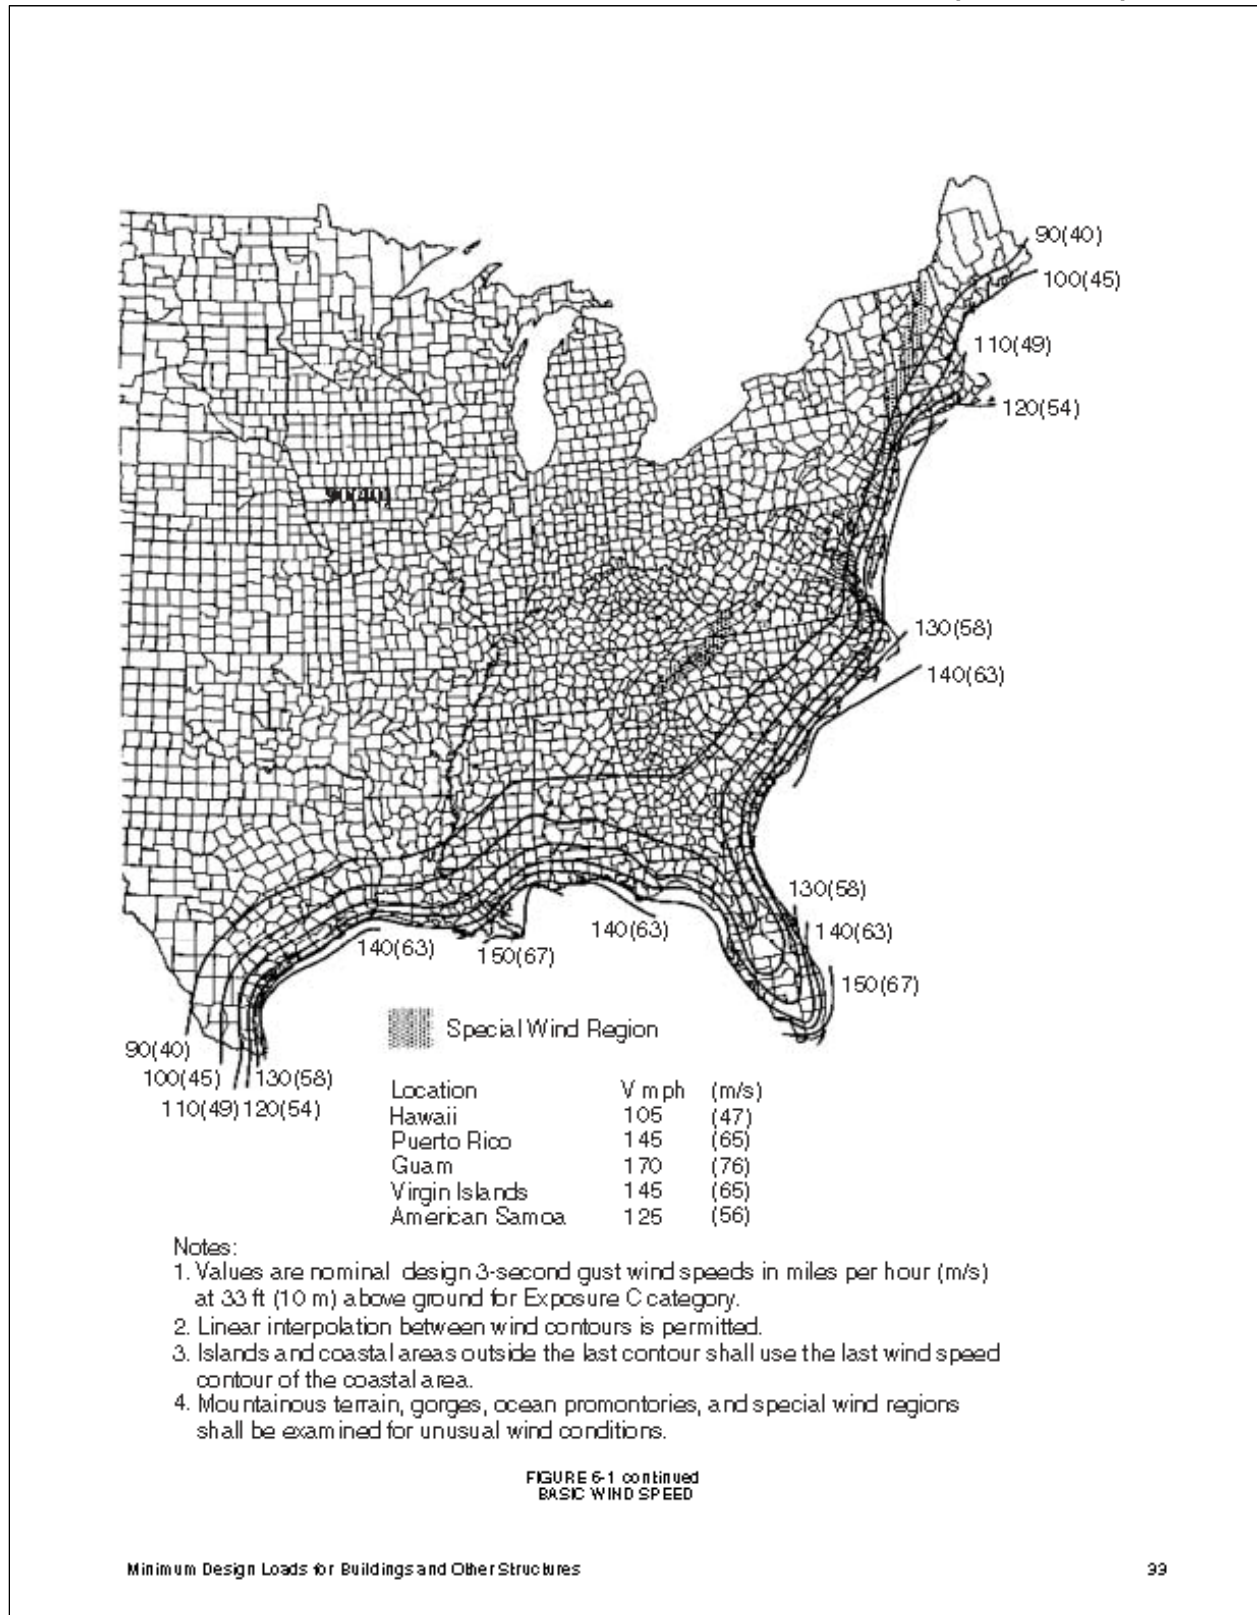 90(40)
100(45)
110(49)
120(54)
90(40)
130(58)
140(63)
130(58)
140(63)
140(63)
140(63)
150(67)
150(67)
Special Wind Region
90(40)
100(45)
130(58)
110(49)
120(54)
Location V mph (m/s)
Hawaii 105 (47)
Puerto Rico 145 (65)
Guam 170 (76)
Virgin Islands 145 (65)
American Samoa 125 (56)
Notes:
1. Values are nominal design 3-second gust wind speeds in miles per hour (m/s)
at 33 ft (10 m) above ground for Exposure C category.
2. Linear interpolation between wind contours is permitted.
3. Islands and coastal areas outside the last contour shall use the last wind speed
contour of the coastal area.
4. Mountainous terrain, gorges, ocean promontories, and special wind regions
shall be examined for unusual wind conditions.
FIGURE 6-1 continued
BASIC WIND SPEED
Minimum Design Loads for Buildings and Other Structures 33